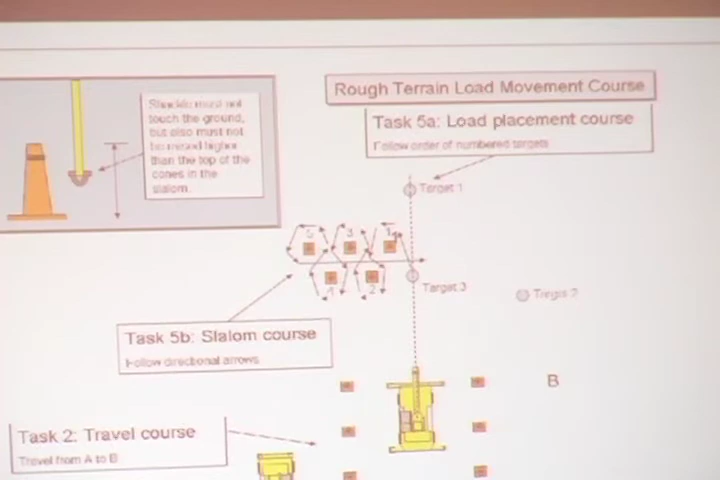 Shackle must not
touch the ground,
but also must not
be moved higher
than the top of the
cones in the
slalom.
Rough Terrain Load Movement Course
Task 5a: Load placement course
Follow order of numbered targets
Target 1
5
3
1
4
2
Target 3
Target 2
Task 5b: Slalom course
Follow directional arrows
B
Task 2: Travel course
Travel from A to B